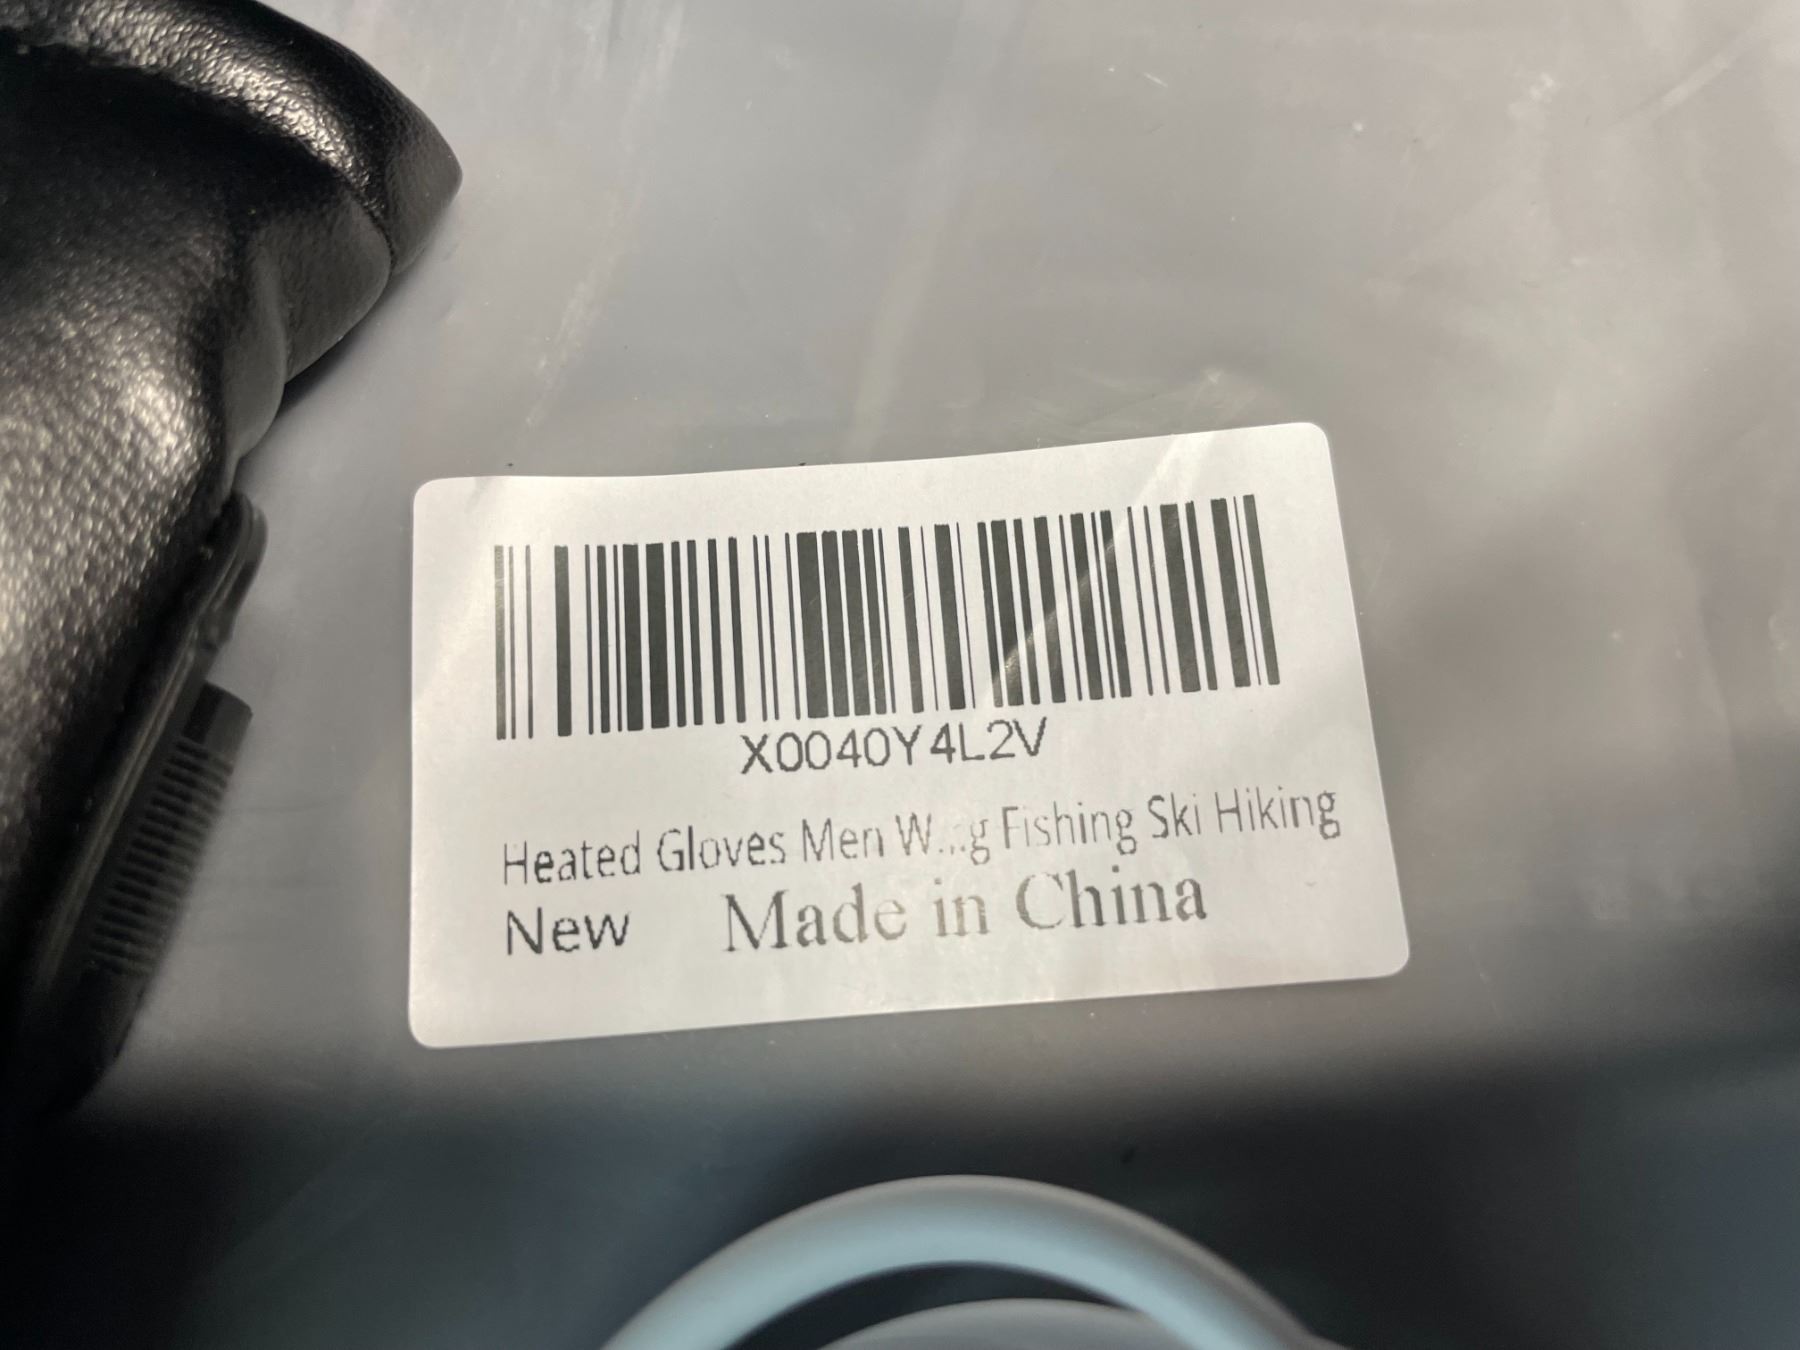 X0040Y4L2V
Heated Gloves Men W...g Fishing Ski Hiking
New Made in China